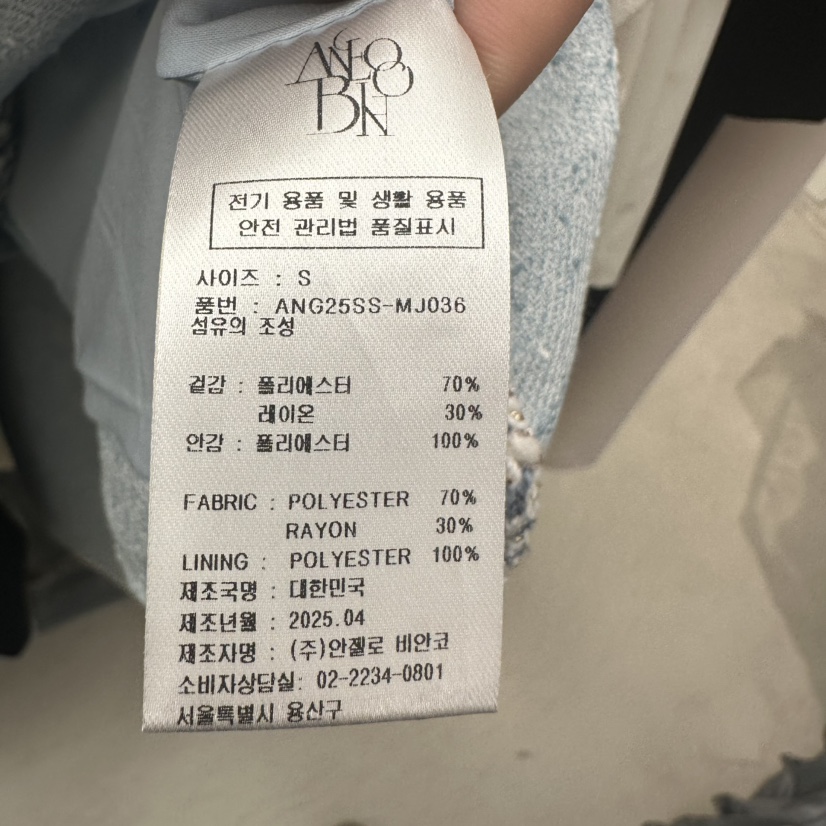 ANGELO
BIAN
전기 용품 및 생활 용품
안전 관리법 품질표시
사이즈 : S
품번 : ANG25SS-MJ036
섬유의 조성
겉감 : 폴리에스터 70%
레이온 30%
안감 : 폴리에스터 100%
FABRIC : POLYESTER 70%
RAYON 30%
LINING : POLYESTER 100%
제조국명 : 대한민국
제조년월 : 2025.04
제조자명 : (주)안젤로 비안코
소비자상담실: 02-2234-0801
서울특별시 용산구